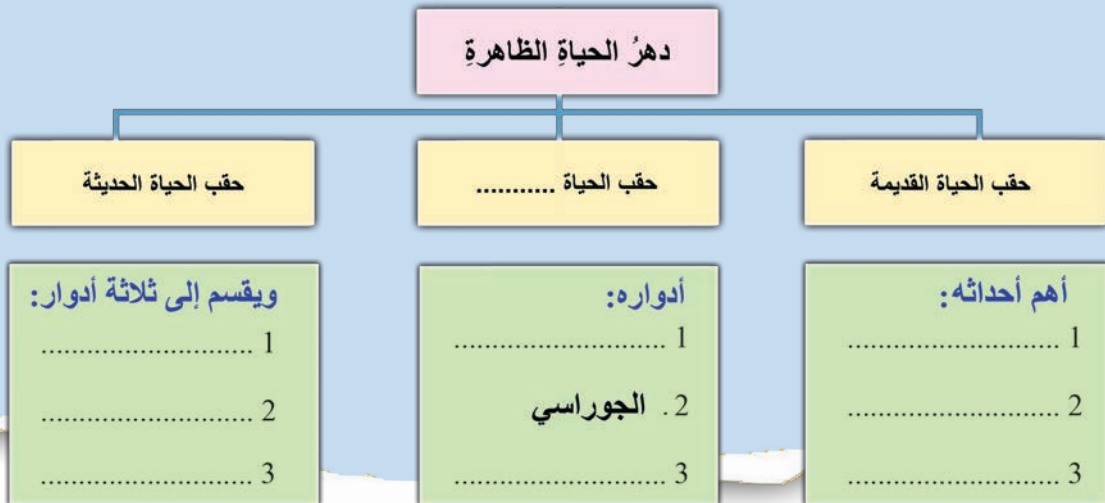 دهرُ الحياةِ الظاهرةِ
حقب الحياة القديمة
حقب الحياة ...........
حقب الحياة الحديثة
أهم أحداثه:
1 ...........................
2 ...........................
3 ...........................
أدواره:
1 ...........................
2. الجوراسي
3 ...........................
ويقسم إلى ثلاثة أدوار:
1 ...........................
2 ...........................
3 ...........................